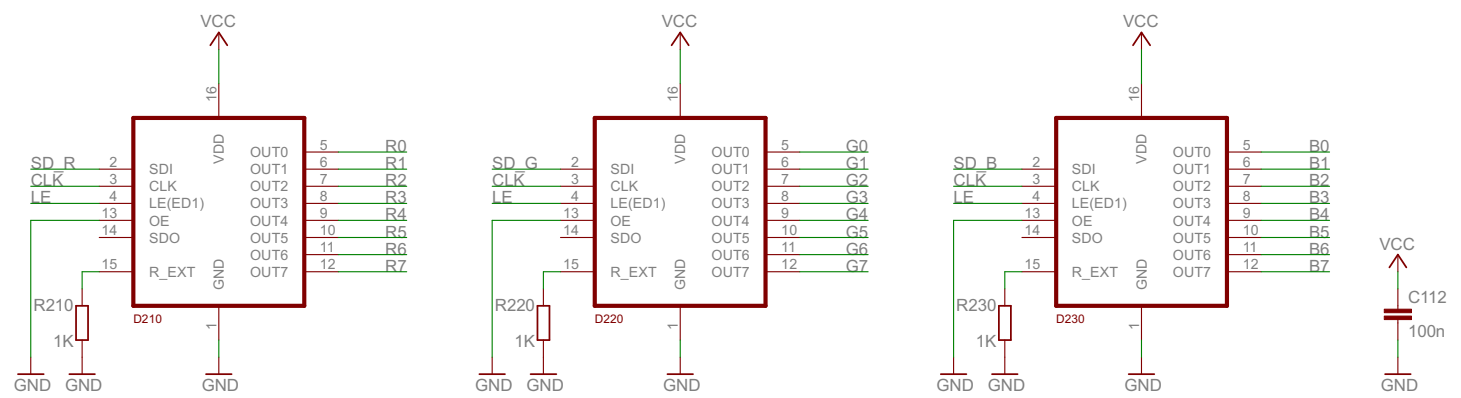 VCC
16
VDD
SD_R 2 SDI
CLK 3 CLK
LE 4 LE(ED1)
13 OE
14 SDO
15 R_EXT
GND
OUT0 5 R0
OUT1 6 R1
OUT2 7 R2
OUT3 8 R3
OUT4 9 R4
OUT5 10 R5
OUT6 11 R6
OUT7 12 R7
R210
1K
D210
1
GND
GND
GND
VCC
16
VDD
SD_G 2 SDI
CLK 3 CLK
LE 4 LE(ED1)
13 OE
14 SDO
15 R_EXT
GND
OUT0 5 G0
OUT1 6 G1
OUT2 7 G2
OUT3 8 G3
OUT4 9 G4
OUT5 10 G5
OUT6 11 G6
OUT7 12 G7
R220
1K
D220
1
GND
GND
GND
VCC
16
VDD
SD_B 2 SDI
CLK 3 CLK
LE 4 LE(ED1)
13 OE
14 SDO
15 R_EXT
GND
OUT0 5 B0
OUT1 6 B1
OUT2 7 B2
OUT3 8 B3
OUT4 9 B4
OUT5 10 B5
OUT6 11 B6
OUT7 12 B7
R230
1K
D230
1
GND
GND
GND
VCC
C112
100n
GND